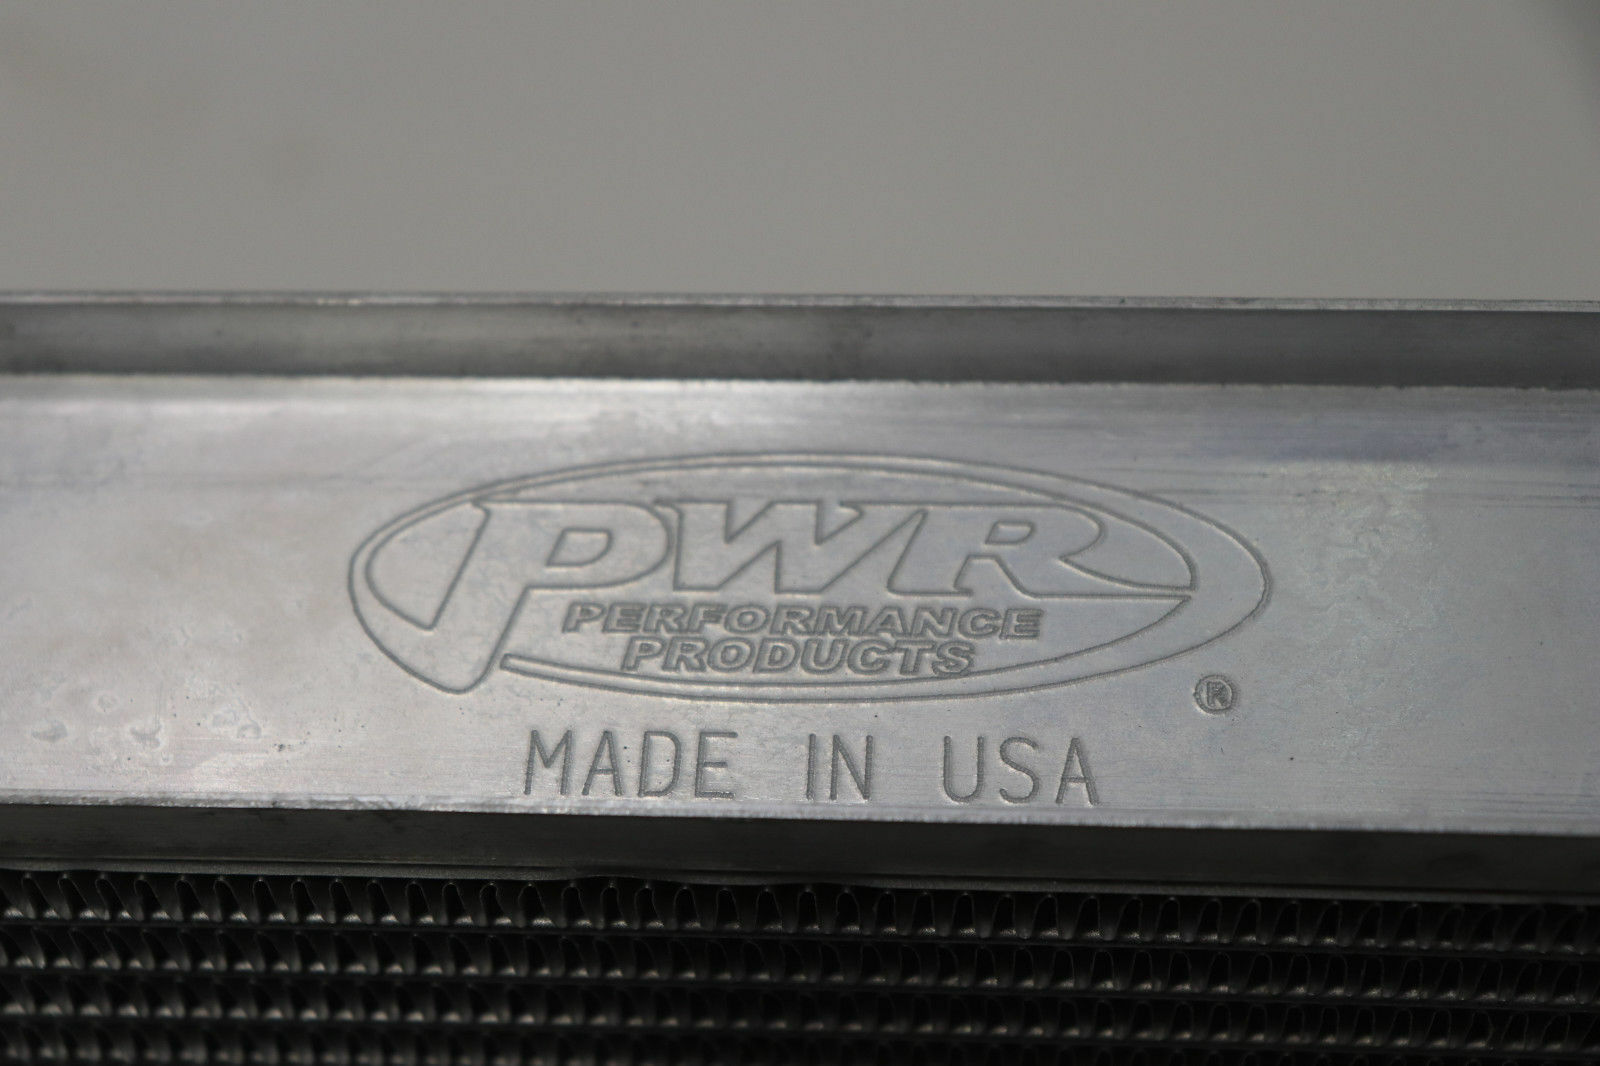 PWR
PERFORMANCE
PRODUCTS
®
MADE IN USA